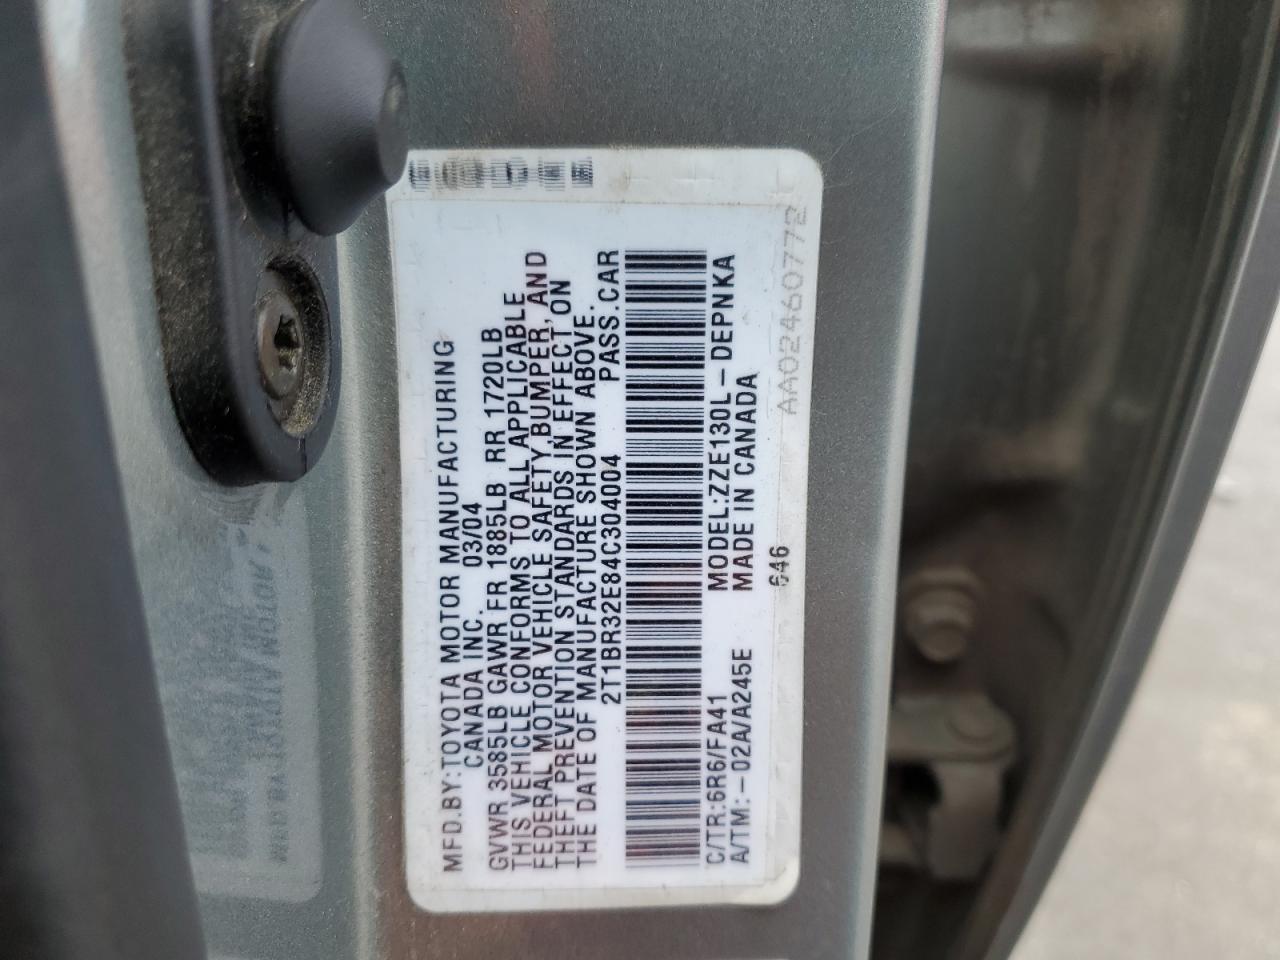 MFD.BY:TOYOTA MOTOR MANUFACTURING
CANADA INC. 03/04
GVWR 3585LB GAWR FR 1885LB RR 1720LB
THIS VEHICLE CONFORMS TO ALL APPLICABLE
FEDERAL MOTOR VEHICLE SAFETY,BUMPER, AND
THEFT PREVENTION STANDARDS IN EFFECT ON
THE DATE OF MANUFACTURE SHOWN ABOVE.
2T1BR32E84C304004 PASS.CAR
C/TR:6R6/FA41 MODEL:ZZE130L-DEPNKA
A/TM:-02A/A245E MADE IN CANADA
646 AA02460772